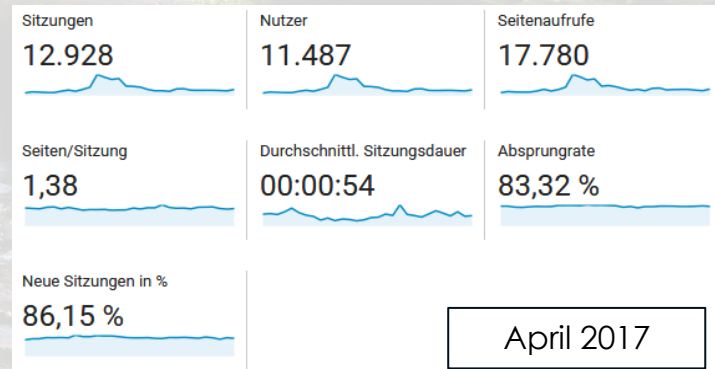 Sitzungen
12.928
Nutzer
11.487
Seitenaufrufe
17.780
Seiten/Sitzung
1,38
Durchschnittl. Sitzungsdauer
00:00:54
Absprungrate
83,32 %
Neue Sitzungen in %
86,15 %
April 2017